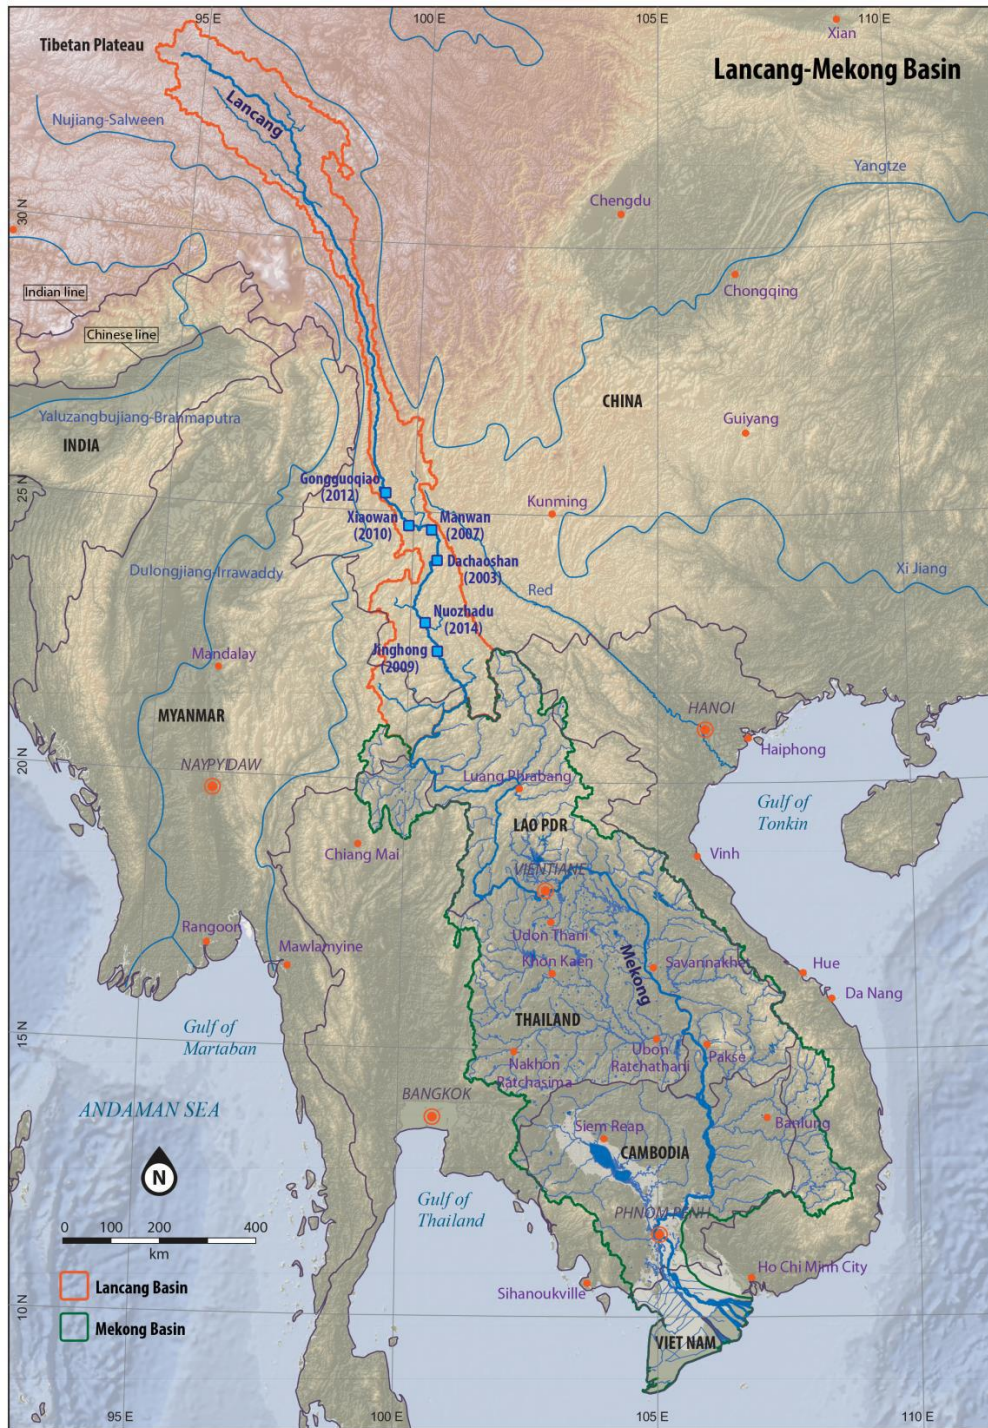 95 E
100 E
105 E
110 E
Tibetan Plateau
Xian
Lancang-Mekong Basin
Lancang
Nujiang-Salween
Yangtze
Chengdu
30 N
30 N
Chongqing
Indian line
Chinese line
CHINA
Yaluzangbujiang-Brahmaputra
INDIA
Guiyang
Gongguoqiao
(2012)
25 N
25 N
Kunming
Xiaowan
(2010)
Manwan
(2007)
Dachaoshan
(2003)
Dulongjiang-Irrawaddy
Xi Jiang
Red
Nuozhadu
(2014)
Jinghong
(2009)
Mandalay
MYANMAR
HANOI
Haiphong
20 N
20 N
NAYPYIDAW
Luang Phrabang
Gulf of
Tonkin
LAO PDR
Chiang Mai
Vinh
VIENTIANE
Rangoon
Mawlamyine
Udon Thani
Khon Kaen
Mekong
Savannakhet
Hue
Da Nang
THAILAND
Gulf of
Martaban
15 N
15 N
Ubon
Ratchathani
Pakse
Nakhon
Ratchasima
ANDAMAN SEA
BANGKOK
Siem Reap
Banlung
CAMBODIA
N
Gulf of
Thailand
PHNOM PENH
0 100 200 400
km
Ho Chi Minh City
Sihanoukville
Lancang Basin
Mekong Basin
10 N
10 N
VIET NAM
95 E
100 E
105 E
110 E